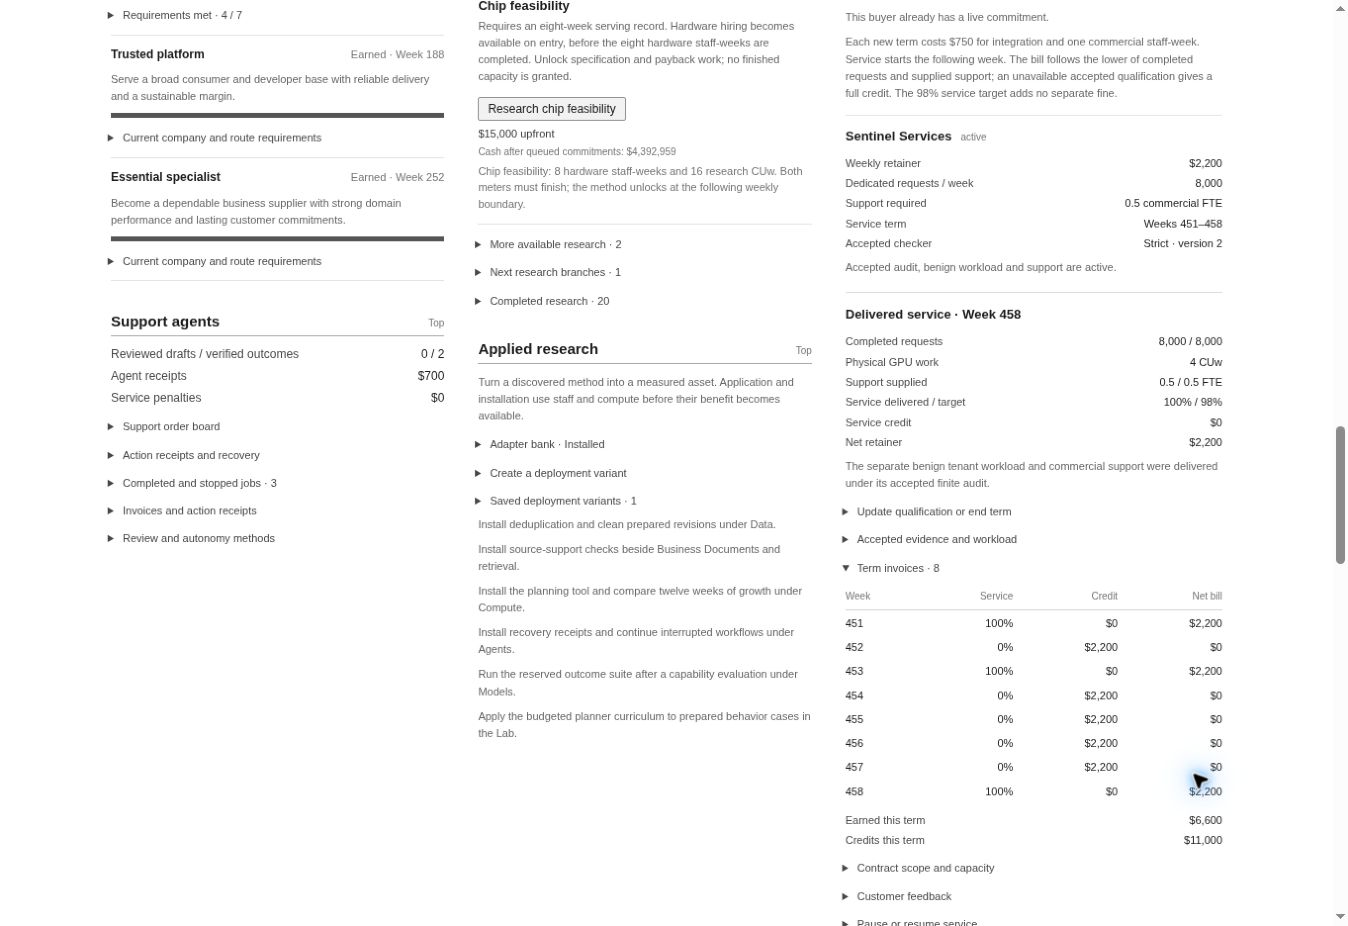 Requirements met · 4 / 7
Trusted platform
Earned · Week 188
Serve a broad consumer and developer base with reliable delivery
and a sustainable margin.
Current company and route requirements
Essential specialist
Earned · Week 252
Become a dependable business supplier with strong domain
performance and lasting customer commitments.
Current company and route requirements
Support agents
Top
Reviewed drafts / verified outcomes
0 / 2
Agent receipts
$700
Service penalties
$0
Support order board
Action receipts and recovery
Completed and stopped jobs · 3
Invoices and action receipts
Review and autonomy methods
Chip feasibility
Requires an eight-week serving record. Hardware hiring becomes
available on entry, before the eight hardware staff-weeks are
completed. Unlock specification and payback work; no finished
capacity is granted.
Research chip feasibility
$15,000 upfront
Cash after queued commitments: $4,392,959
Chip feasibility: 8 hardware staff-weeks and 16 research CUw. Both
meters must finish; the method unlocks at the following weekly
boundary.
More available research · 2
Next research branches · 1
Completed research · 20
Applied research
Top
Turn a discovered method into a measured asset. Application and
installation use staff and compute before their benefit becomes
available.
Adapter bank · Installed
Create a deployment variant
Saved deployment variants · 1
Install deduplication and clean prepared revisions under Data.
Install source-support checks beside Business Documents and
retrieval.
Install the planning tool and compare twelve weeks of growth under
Compute.
Install recovery receipts and continue interrupted workflows under
Agents.
Run the reserved outcome suite after a capability evaluation under
Models.
Apply the budgeted planner curriculum to prepared behavior cases in
the Lab.
This buyer already has a live commitment.
Each new term costs $750 for integration and one commercial staff-week.
Service starts the following week. The bill follows the lower of completed
requests and supplied support; an unavailable accepted qualification gives a
full credit. The 98% service target adds no separate fine.
Sentinel Services active
Weekly retainer
$2,200
Dedicated requests / week
8,000
Support required
0.5 commercial FTE
Service term
Weeks 451–458
Accepted checker
Strict · version 2
Accepted audit, benign workload and support are active.
Delivered service · Week 458
Completed requests
8,000 / 8,000
Physical GPU work
4 CUw
Support supplied
0.5 / 0.5 FTE
Service delivered / target
100% / 98%
Service credit
$0
Net retainer
$2,200
The separate benign tenant workload and commercial support were delivered
under its accepted finite audit.
Update qualification or end term
Accepted evidence and workload
Term invoices · 8
Week Service Credit Net bill
451 100% $0 $2,200
452 0% $2,200 $0
453 100% $0 $2,200
454 0% $2,200 $0
455 0% $2,200 $0
456 0% $2,200 $0
457 0% $2,200 $0
458 100% $0 $2,200
Earned this term
$6,600
Credits this term
$11,000
Contract scope and capacity
Customer feedback
Pause or resume service